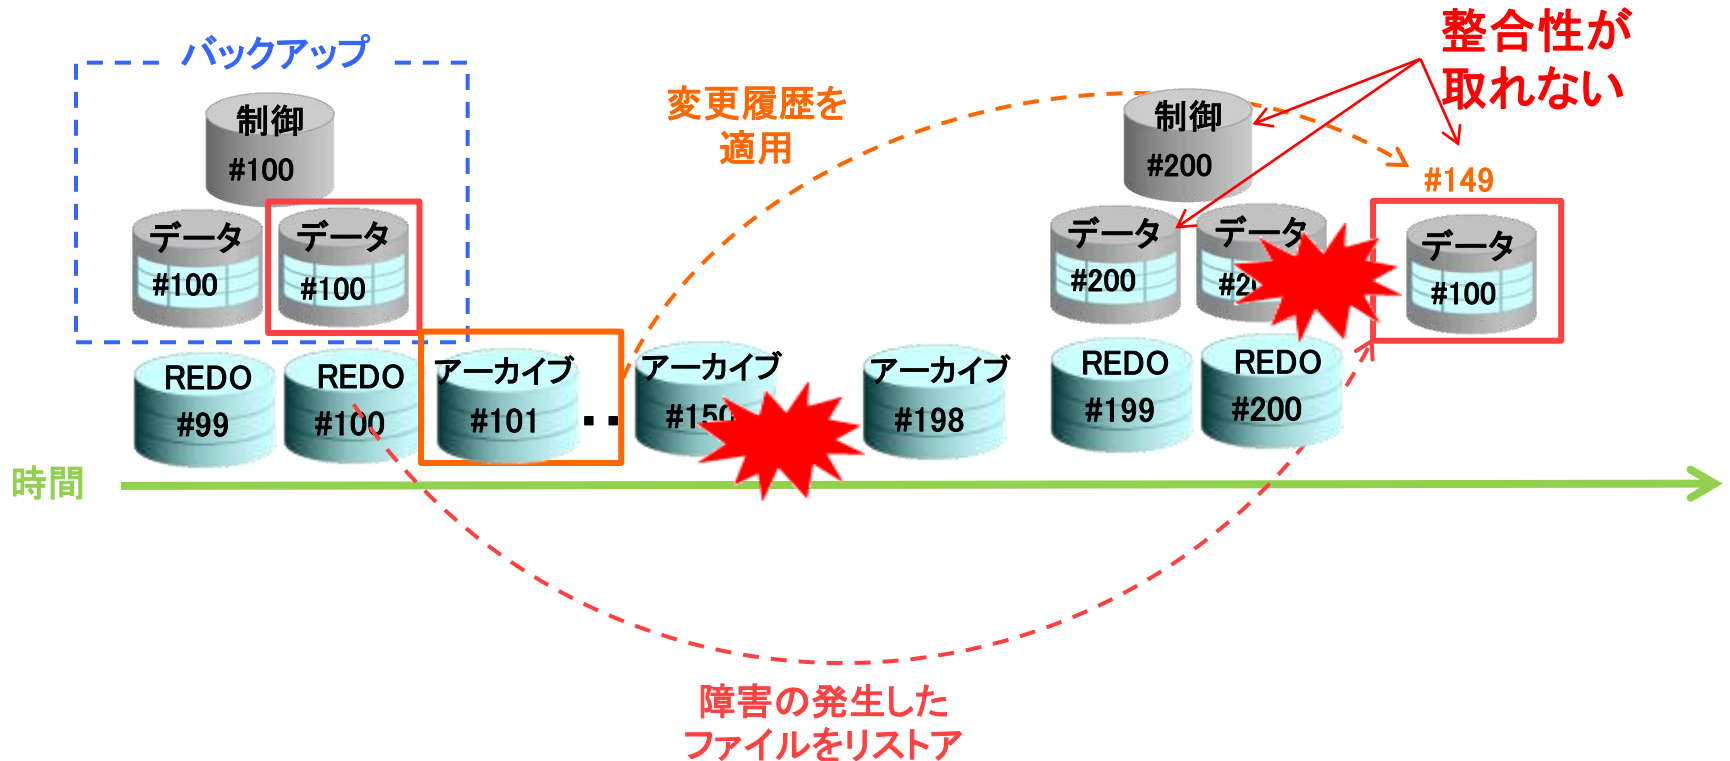 バックアップ
制御
#100
データ
#100
データ
#100
REDO
#99
REDO
#100
アーカイブ
#101
..
アーカイブ
#150
アーカイブ
#198
変更履歴を
適用
制御
#200
データ
#200
データ
REDO
#199
REDO
#200
整合性が
取れない
#149
データ
#100
時間
障害の発生した
ファイルをリストア